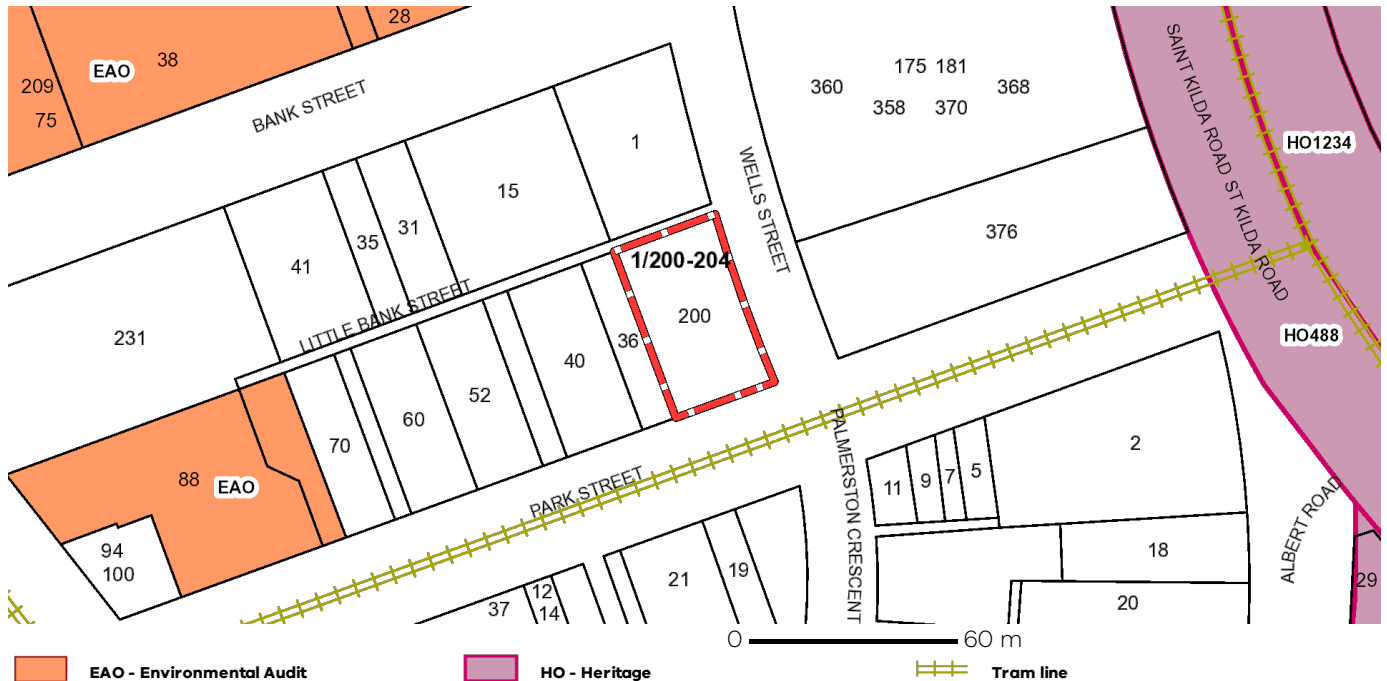 28
38
EAO
209
75
BANK STREET
360
175 181
368
358
370
SAINT KILDA ROAD ST KILDA ROAD
HO1234
1
WELLS STREET
15
31
35
41
376
1/200-204
200
LITTLE BANK STREET
231
36
40
52
60
70
HO488
88
EAO
PARK STREET
PALMERSTON CRESCENT
11
9
7
5
2
ALBERT ROAD
94
100
18
20
29
21
19
12
14
37
0 60 m
EAO - Environmental Audit
HO - Heritage
Tram line